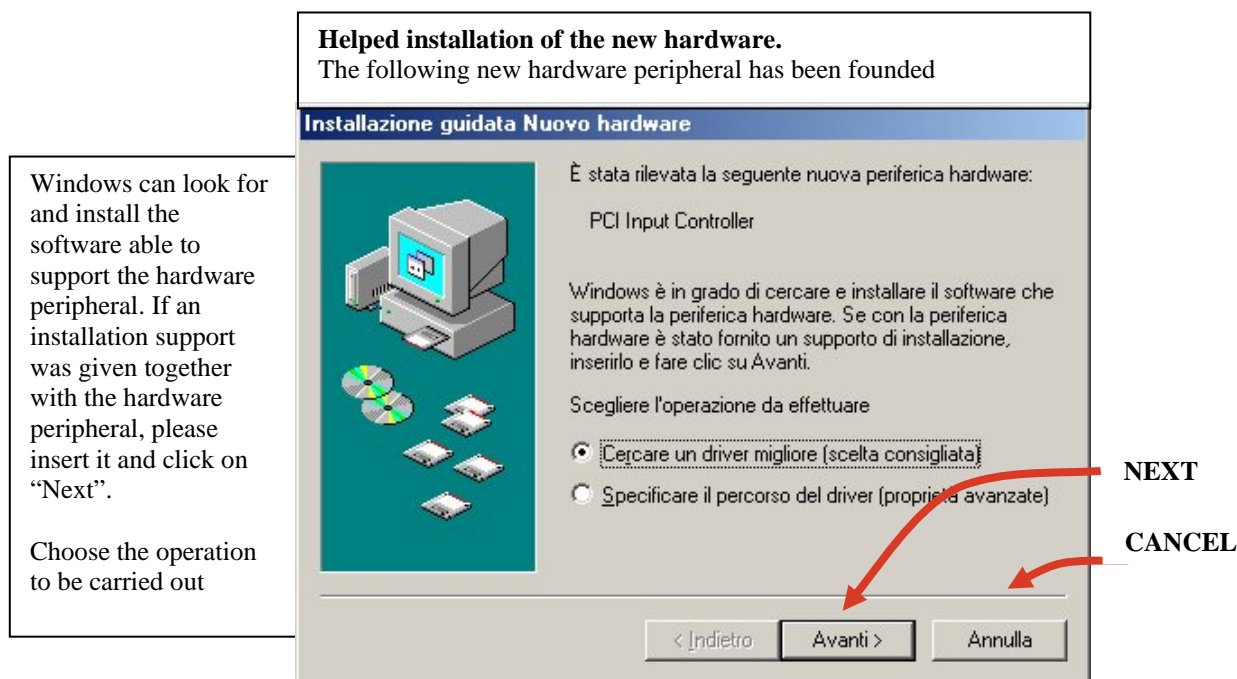 Helped installation of the new hardware.
The following new hardware peripheral has been founded
Installazione guidata Nuovo hardware
Windows can look for
and install the
software able to
support the hardware
peripheral. If an
installation support
was given together
with the hardware
peripheral, please
insert it and click on
“Next”.
Choose the operation
to be carried out
È stata rilevata la seguente nuova periferica hardware:
PCI Input Controller
Windows è in grado di cercare e installare il software che
supporta la periferica hardware. Se con la periferica
hardware è stato fornito un supporto di installazione,
inserirlo e fare clic su Avanti.
Scegliere l'operazione da effettuare
Cercare un driver migliore (scelta consigliata)
Specificare il percorso del driver (proprietà avanzate)
NEXT
CANCEL
< Indietro
Avanti >
Annulla